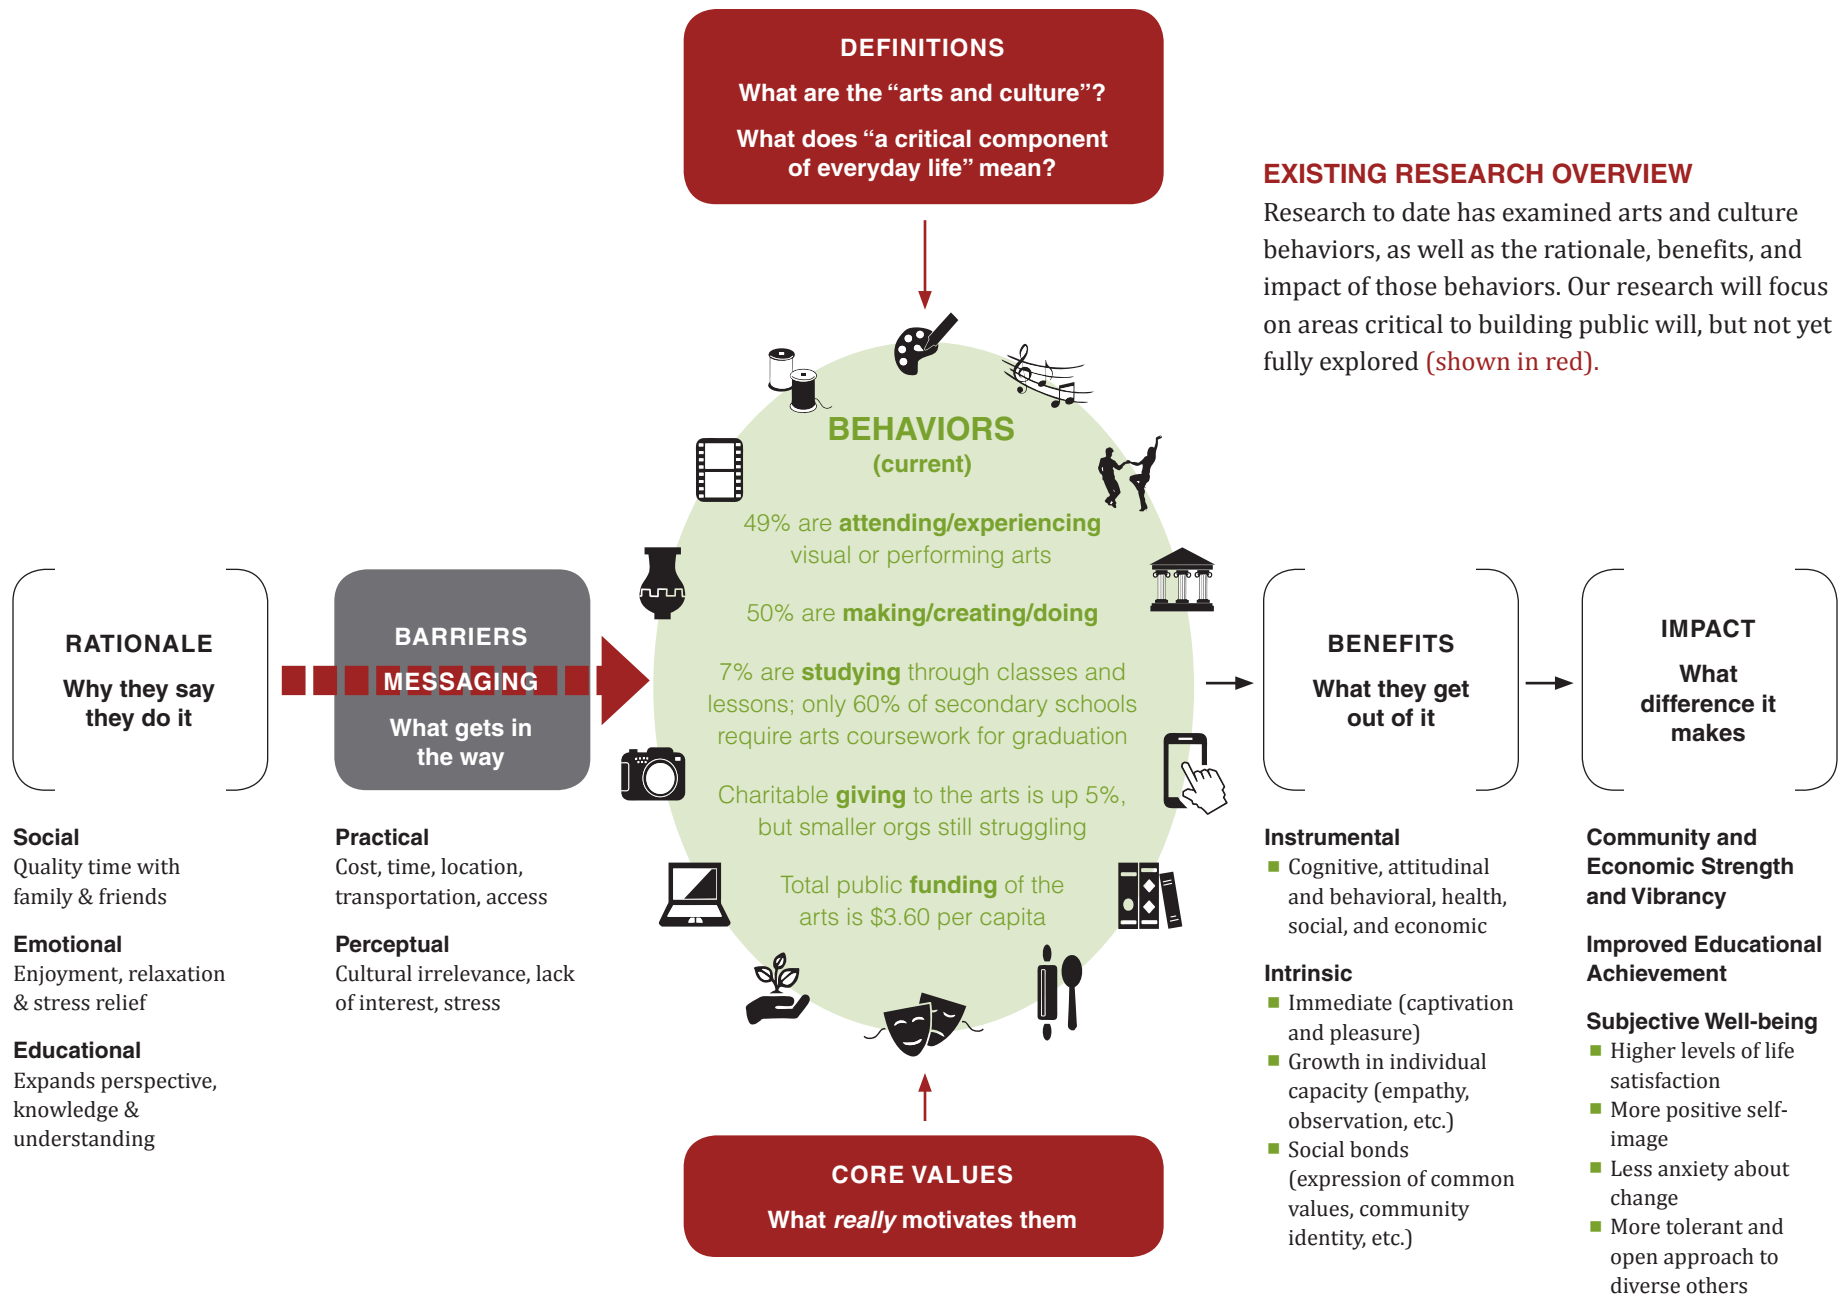 DEFINITIONS
What are the “arts and culture”?
What does “a critical component
of everyday life” mean?
EXISTING RESEARCH OVERVIEW
Research to date has examined arts and culture
behaviors, as well as the rationale, benefits, and
impact of those behaviors. Our research will focus
on areas critical to building public will, but not yet
fully explored (shown in red).
RATIONALE
Why they say
they do it
Social
Quality time with
family & friends
Emotional
Enjoyment, relaxation
& stress relief
Educational
Expands perspective,
knowledge &
understanding
BARRIERS
MESSAGING
What gets in
the way
Practical
Cost, time, location,
transportation, access
Perceptual
Cultural irrelevance, lack
of interest, stress
BEHAVIORS
(current)
49% are attending/experiencing
visual or performing arts
50% are making/creating/doing
7% are studying through classes and
lessons; only 60% of secondary schools
require arts coursework for graduation
Charitable giving to the arts is up 5%,
but smaller orgs still struggling
Total public funding of the
arts is $3.60 per capita
CORE VALUES
What really motivates them
BENEFITS
What they get
out of it
Instrumental
Cognitive, attitudinal
and behavioral, health,
social, and economic
Intrinsic
Immediate (captivation
and pleasure)
Growth in individual
capacity (empathy,
observation, etc.)
Social bonds
(expression of common
values, community
identity, etc.)
IMPACT
What
difference it
makes
Community and
Economic Strength
and Vibrancy
Improved Educational
Achievement
Subjective Well-being
Higher levels of life
satisfaction
More positive self-
image
Less anxiety about
change
More tolerant and
open approach to
diverse others